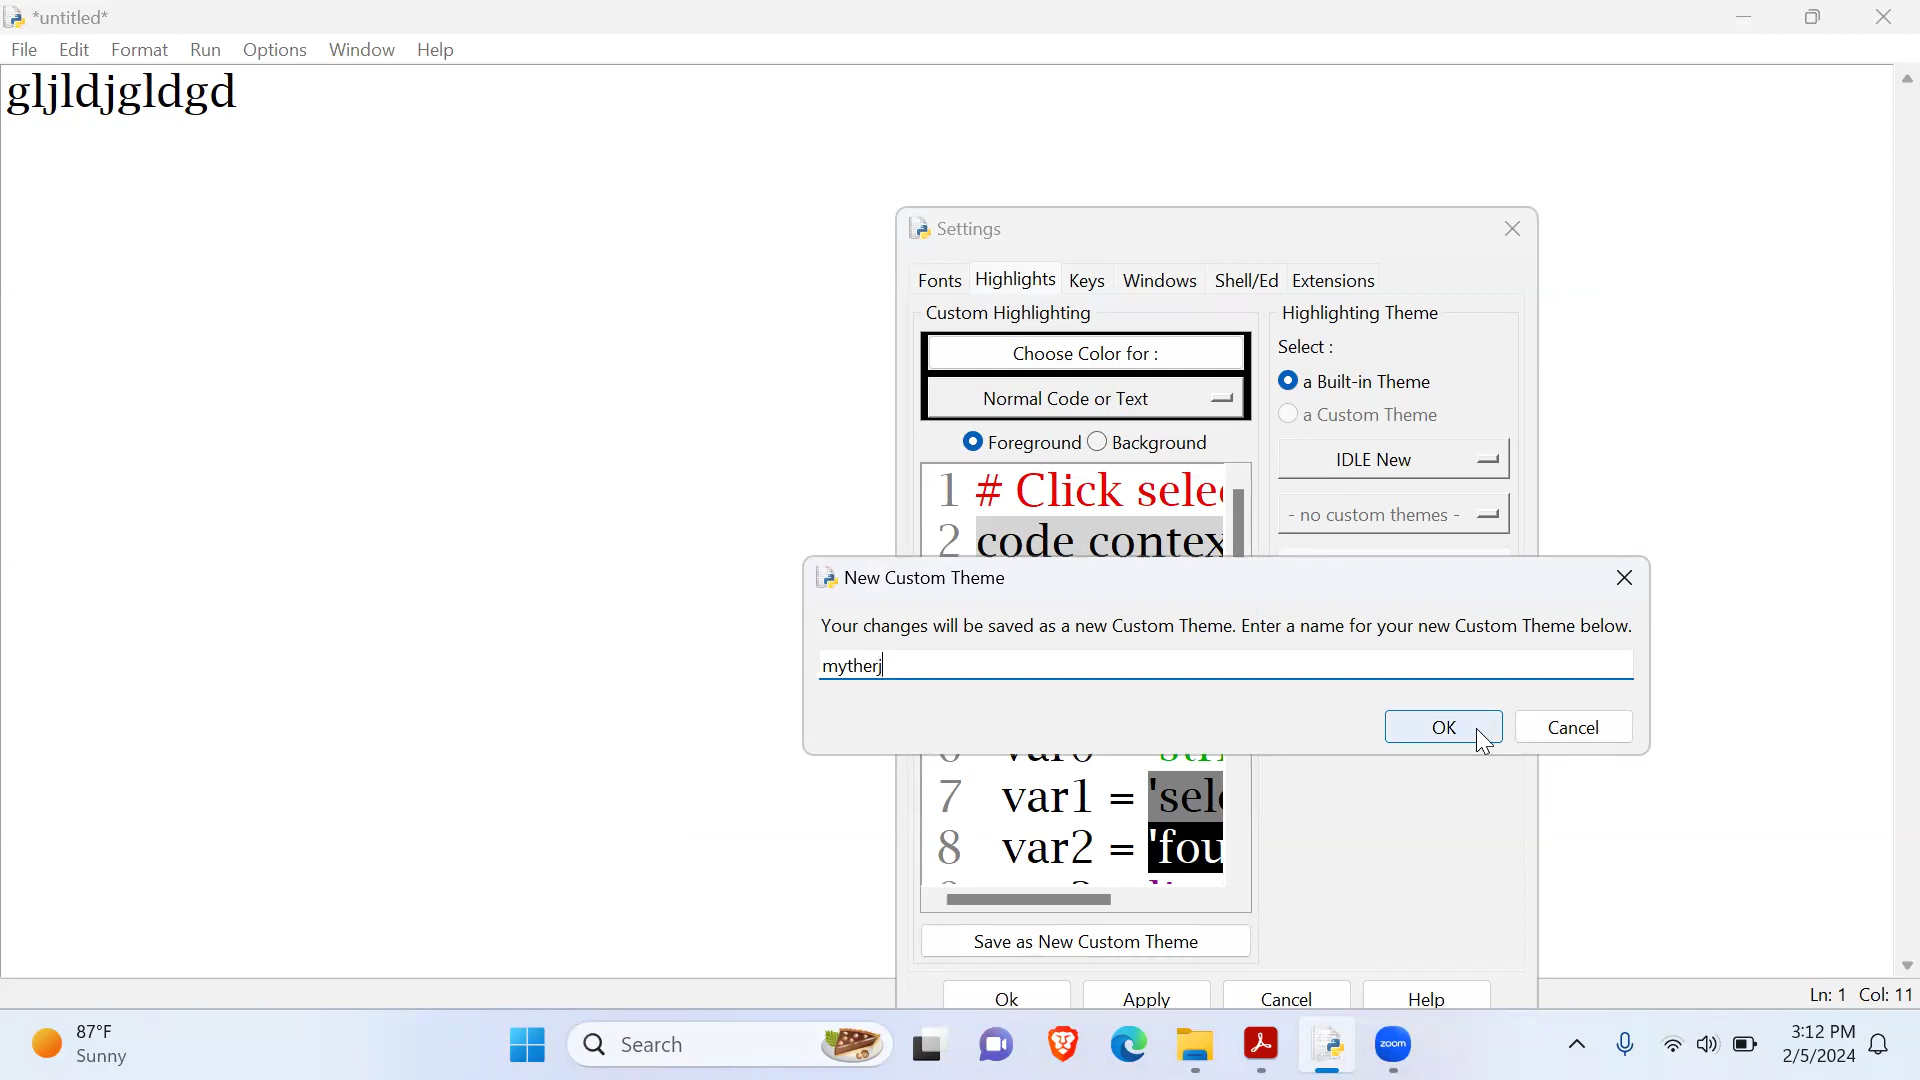 *untitled*
File Edit Format Run Options Window Help
gljldjgldgd
Settings
Fonts Highlights Keys Windows Shell/Ed Extensions
Custom Highlighting
Choose Color for :
Normal Code or Text
Foreground Background
1 # Click sele
2 code contex
Highlighting Theme
Select :
a Built-in Theme
a Custom Theme
IDLE New
- no custom themes -
New Custom Theme
Your changes will be saved as a new Custom Theme. Enter a name for your new Custom Theme below.
mytherj
OK Cancel
7 var1 = 'sele
8 var2 = 'fou
Save as New Custom Theme
Ok Apply Cancel Help
Ln: 1 Col: 11
87°F
Sunny
Search
zoom
3:12 PM
2/5/2024